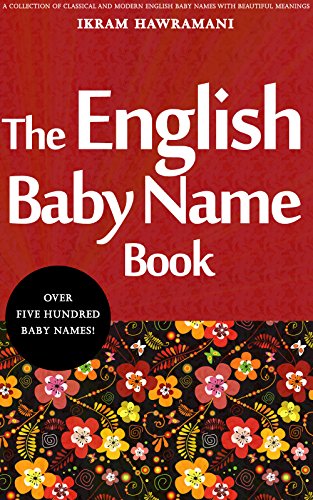 A COLLECTION OF CLASSICAL AND MODERN ENGLISH BABY NAMES WITH BEAUTIFUL MEANINGS
IKRAM HAWRAMANI
The English
Baby Name
Book
OVER
FIVE HUNDRED
BABY NAMES!